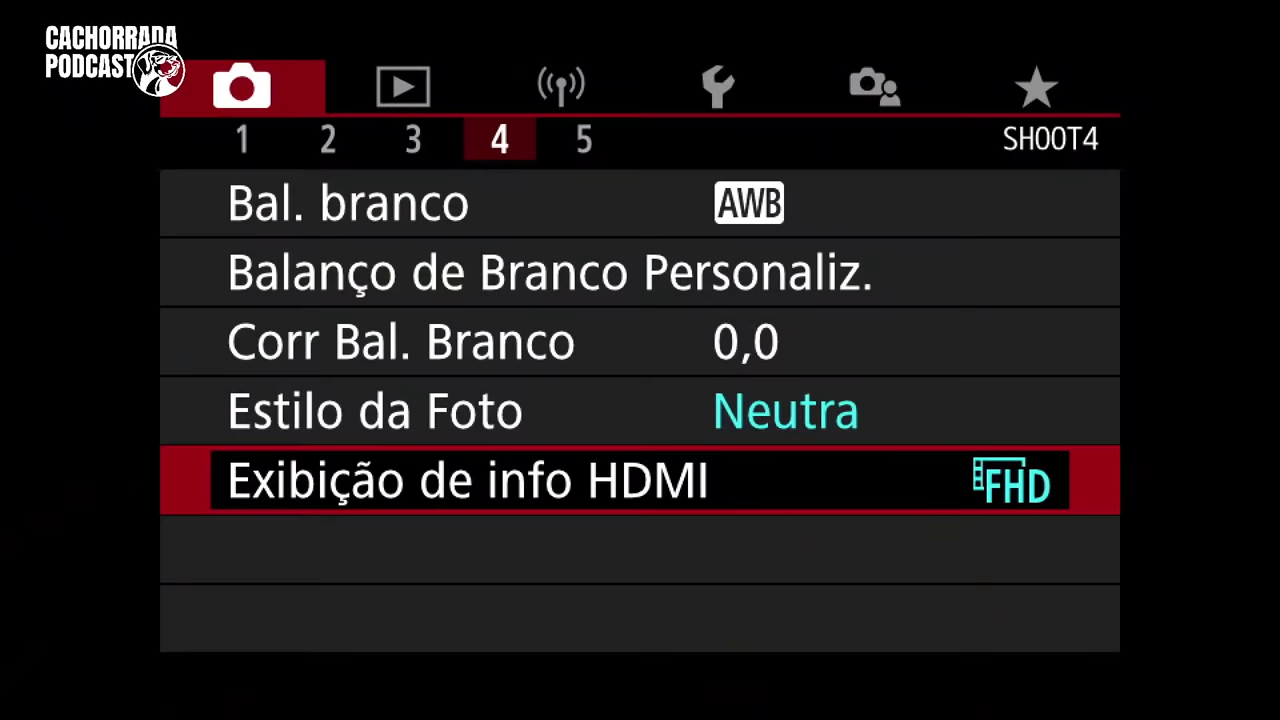 CACHORRADA
PODCAST
1 2 3 4 5 SHOOT4
Bal. branco AWB
Balanço de Branco Personaliz.
Corr Bal. Branco 0,0
Estilo da Foto Neutra
Exibição de info HDMI FHD